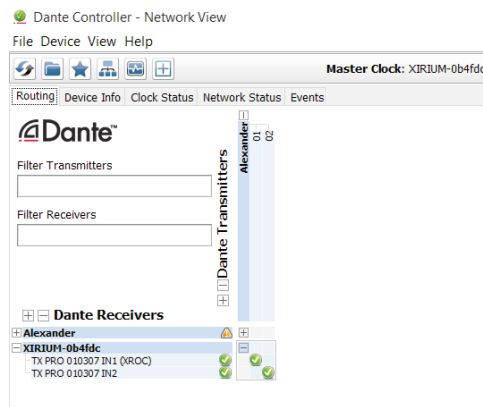 Dante Controller - Network View
File Device View Help
Master Clock: XIRIUM-0b4fdc
Routing Device Info Clock Status Network Status Events
Dante™
Filter Transmitters
Filter Receivers
Dante Transmitters
Alexander
01
02
Dante Receivers
Alexander
XIRIUM-0b4fdc
TX PRO 010307 IN1 (XROC)
TX PRO 010307 IN2